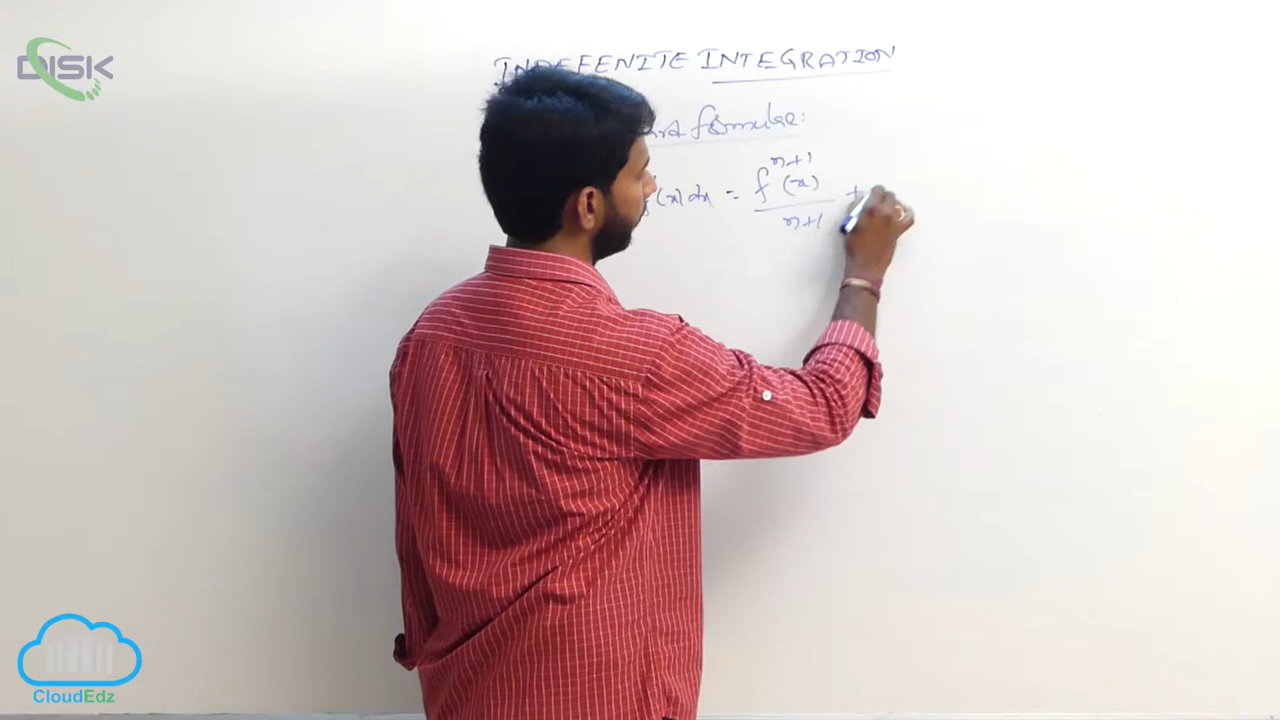 DISK
INDEFENITE INTEGRATION
formulae:
(x) dx = f^{n+1}(x) / n+1 +
CloudEdz